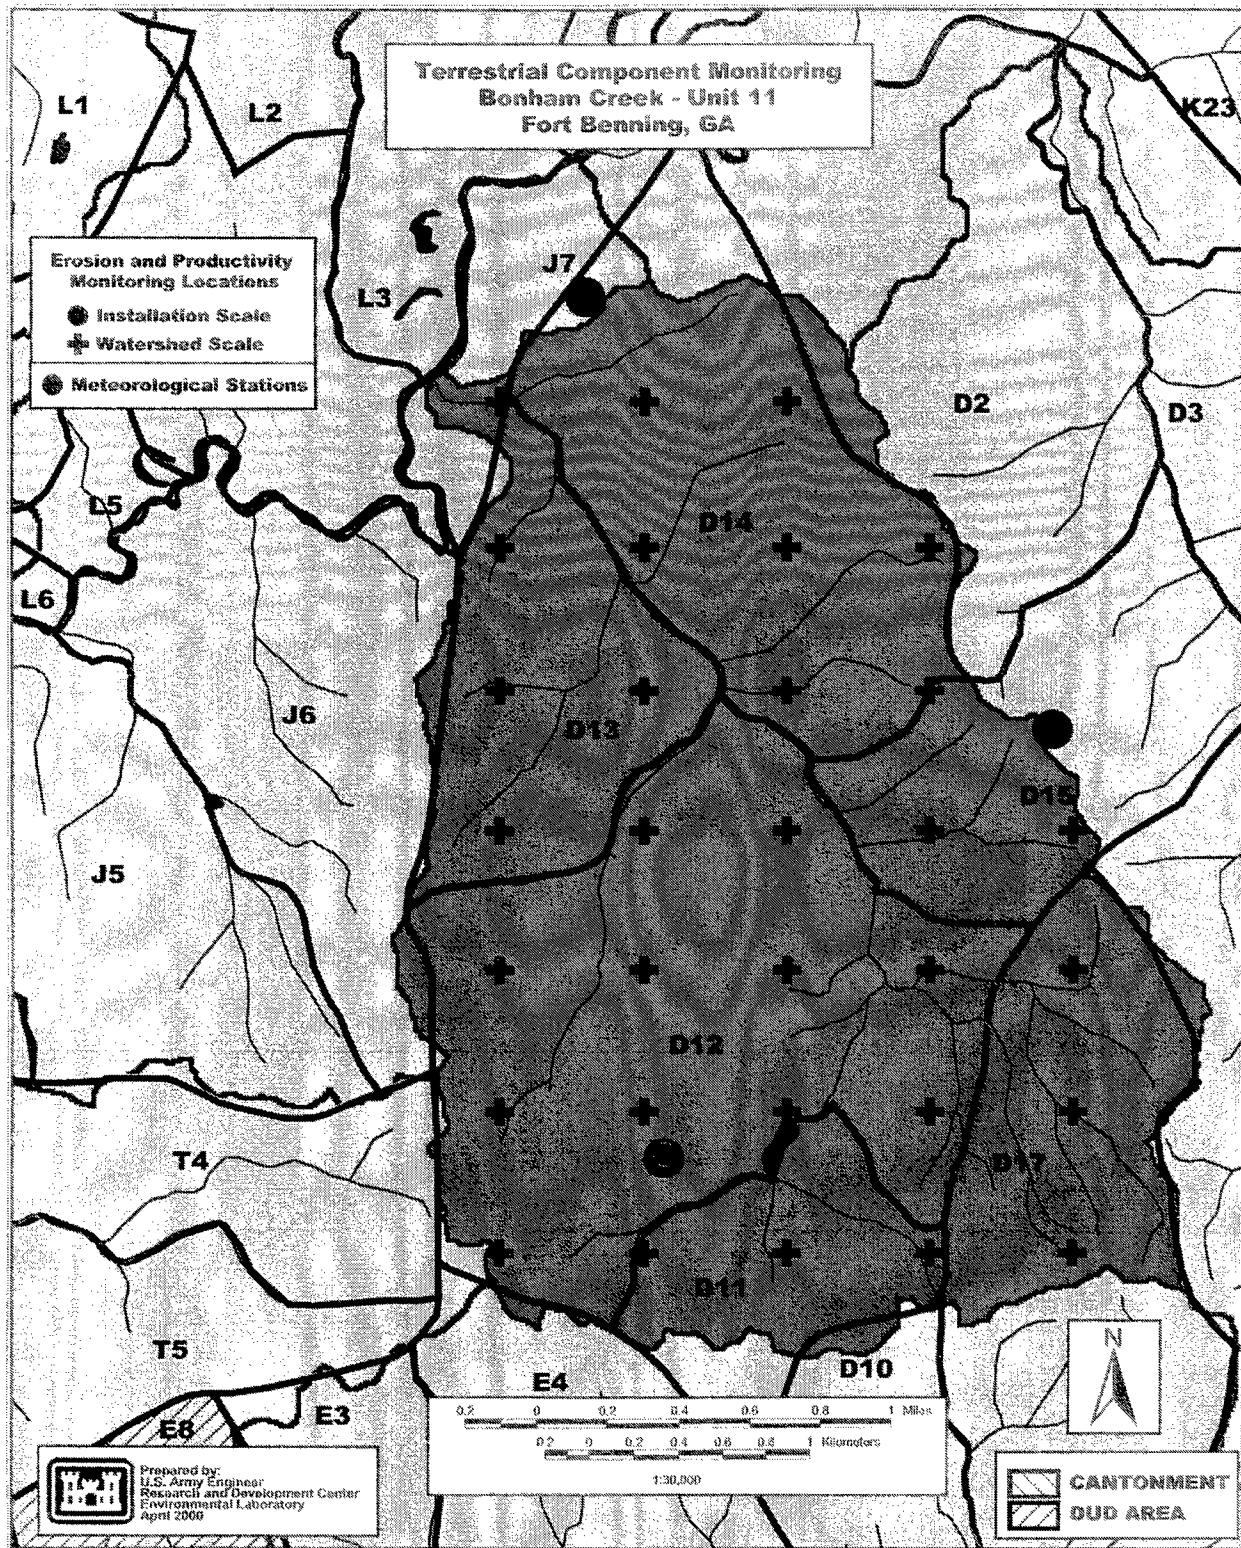 Terrestrial Component Monitoring
Bonham Creek - Unit 11
Fort Benning, GA
L1
L2
K23
Erosion and Productivity
Monitoring Locations
Installation Scale
Watershed Scale
Meteorological Stations
J7
L3
D2
D3
L5
D14
L6
J6
D13
D15
J5
D12
T4
D17
D11
T5
E4
D10
E3
E8
N
0.2 0 0.2 0.4 0.6 0.8 1 Miles
0.2 0 0.2 0.4 0.6 0.8 1 Kilometers
1:30,000
Prepared by:
U.S. Army Engineer
Research and Development Center
Environmental Laboratory
April 2000
CANTONMENT
DUD AREA